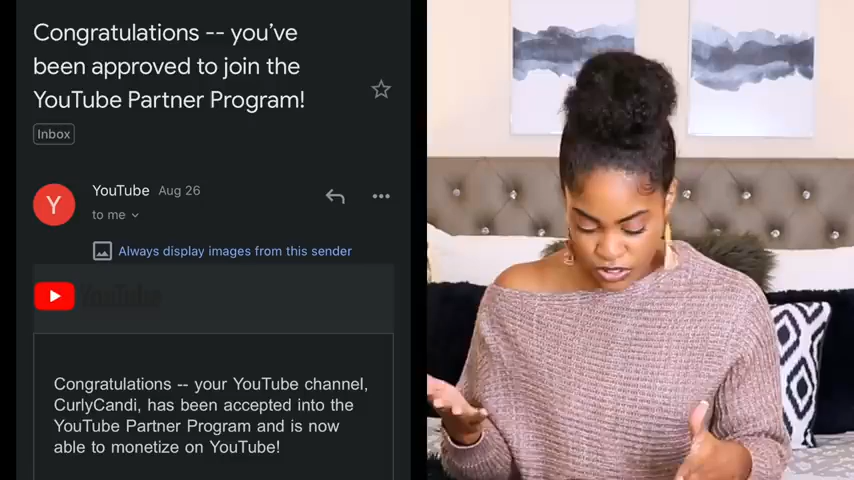 Congratulations -- you've
been approved to join the
YouTube Partner Program!
Inbox
Y
YouTube Aug 26
to me
Always display images from this sender
YouTube
Congratulations -- your YouTube channel,
CurlyCandi, has been accepted into the
YouTube Partner Program and is now
able to monetize on YouTube!